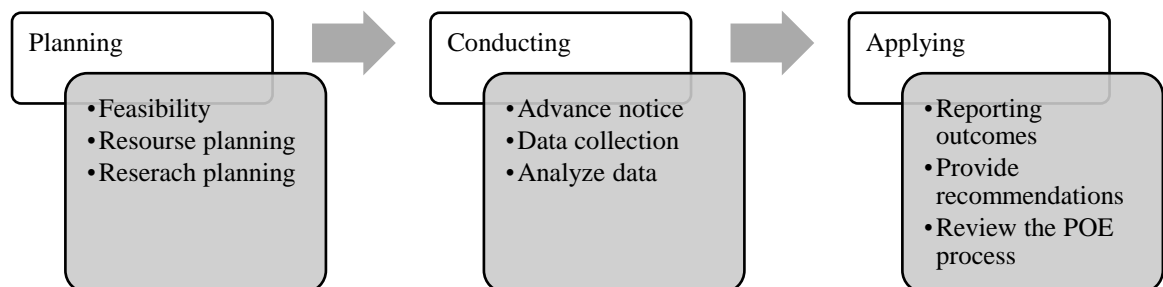 Planning
•Feasibility
•Resourse planning
•Reserach planning
Conducting
•Advance notice
•Data collection
•Analyze data
Applying
•Reporting
outcomes
•Provide
recommendations
•Review the POE
process